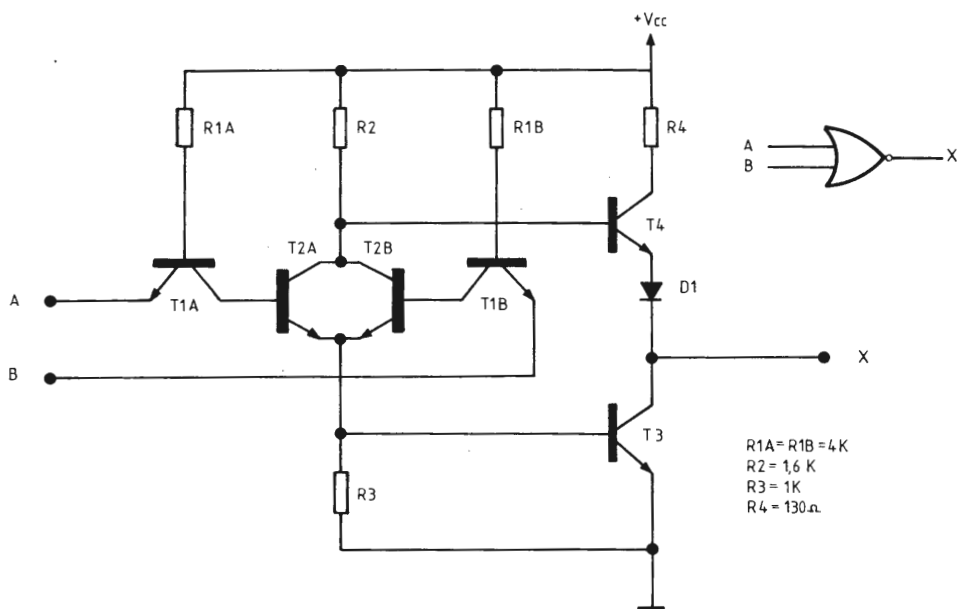 +Vcc
R1A
R2
R1B
R4
A
B
X
T4
T2A
T2B
T1A
T1B
D1
A
X
B
T3
R1A = R1B = 4K
R2 = 1,6 K
R3 = 1K
R4 = 130Ω
R3